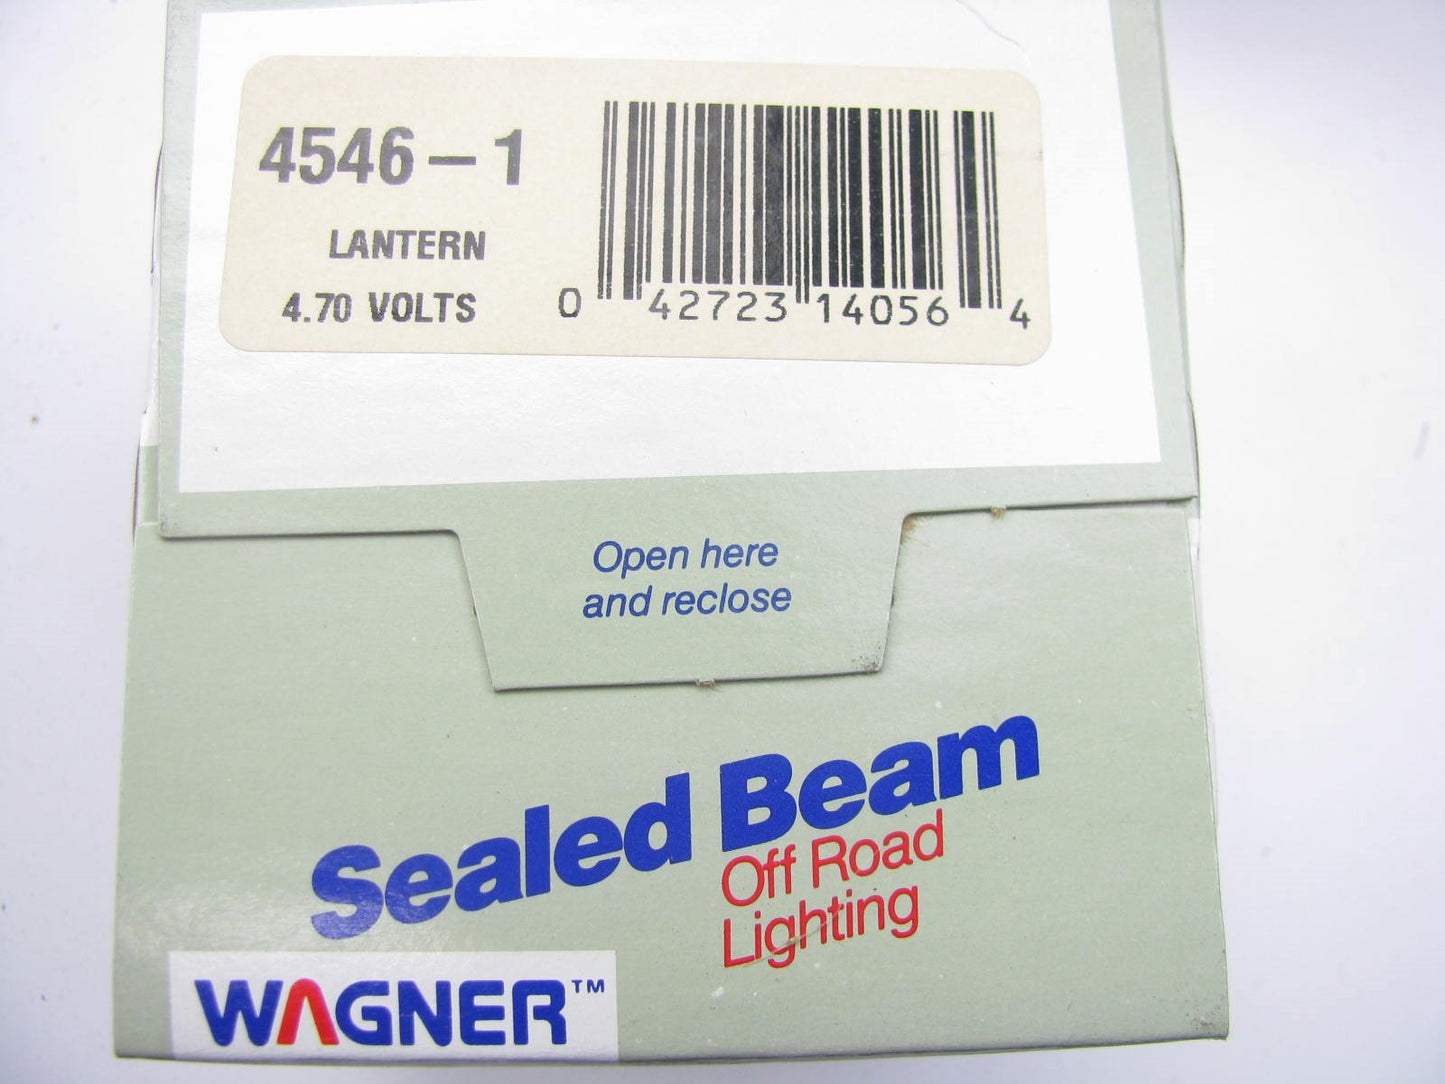 4546-1
LANTERN
4.70 VOLTS
0 42723 14056 4
Open here
and reclose
Sealed Beam
Off Road
Lighting
WAGNER™